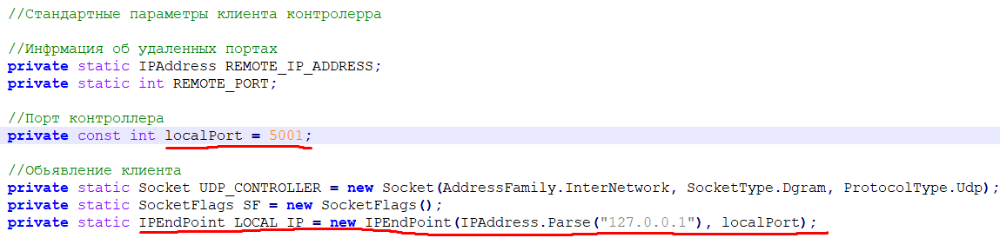 //Стандартные параметры клиента контролерра
//Инфрмация об удаленных портах
private static IPAddress REMOTE_IP_ADDRESS;
private static int REMOTE_PORT;
//Порт контроллера
private const int localPort = 5001;
//Обьявление клиента
private static Socket UDP_CONTROLLER = new Socket(AddressFamily.InterNetwork, SocketType.Dgram, ProtocolType.Udp);
private static SocketFlags SF = new SocketFlags();
private static IPEndPoint LOCAL_IP = new IPEndPoint(IPAddress.Parse("127.0.0.1"), localPort);